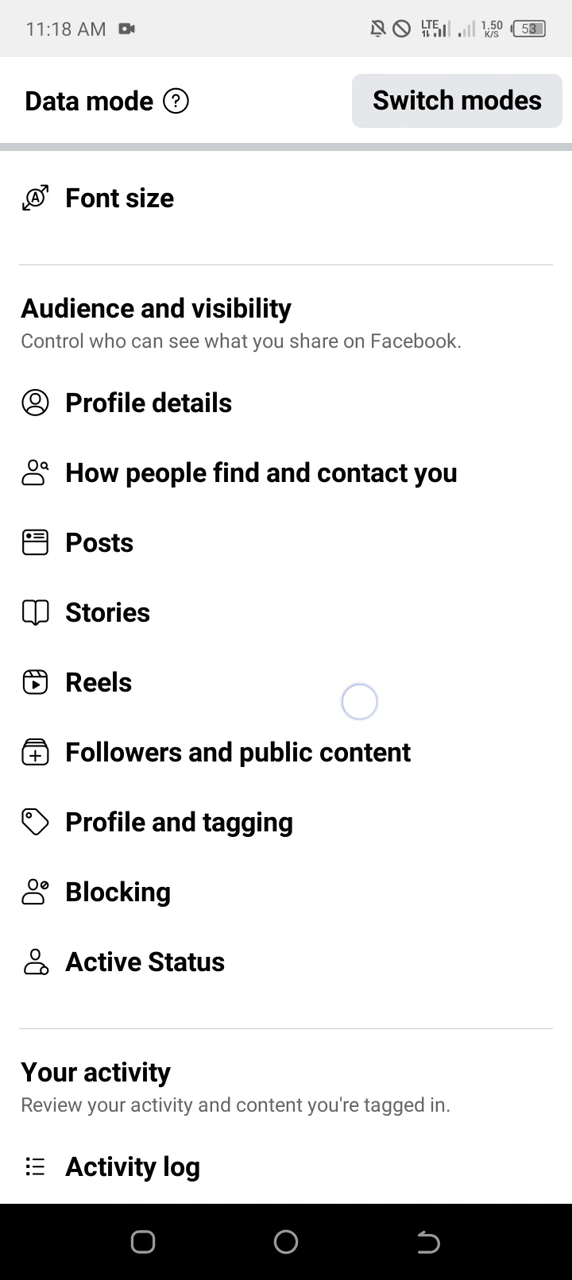 11:18 AM
LTE 1.50 K/S 53
Data mode ?
Switch modes
Font size
Audience and visibility
Control who can see what you share on Facebook.
Profile details
How people find and contact you
Posts
Stories
Reels
Followers and public content
Profile and tagging
Blocking
Active Status
Your activity
Review your activity and content you're tagged in.
Activity log